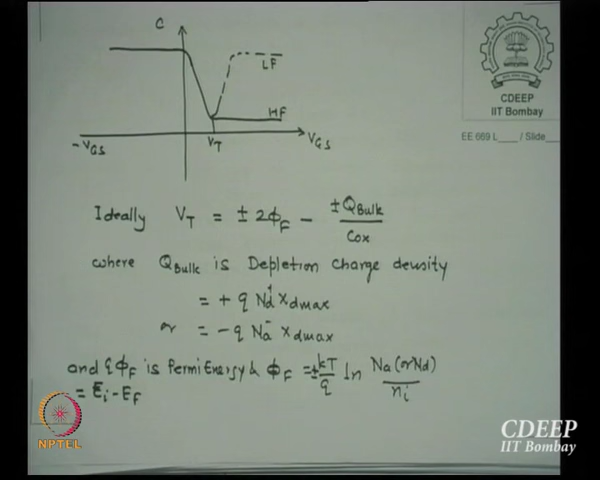 C
LF
HF
-VGS
VT
VGS
CDEEP
IIT Bombay
EE 669 L____ / Slide____
Ideally VT = ± 2ϕF - ±QBulk/Cox
where QBulk is Depletion Charge density
= + q Nd⁺ xdmax
or = - q Na⁻ xdmax
and qϕF is Fermi Energy & ϕF = ± kT/q ln Na (or Nd)/ni
= Ei - EF
NPTEL
CDEEP
IIT Bombay